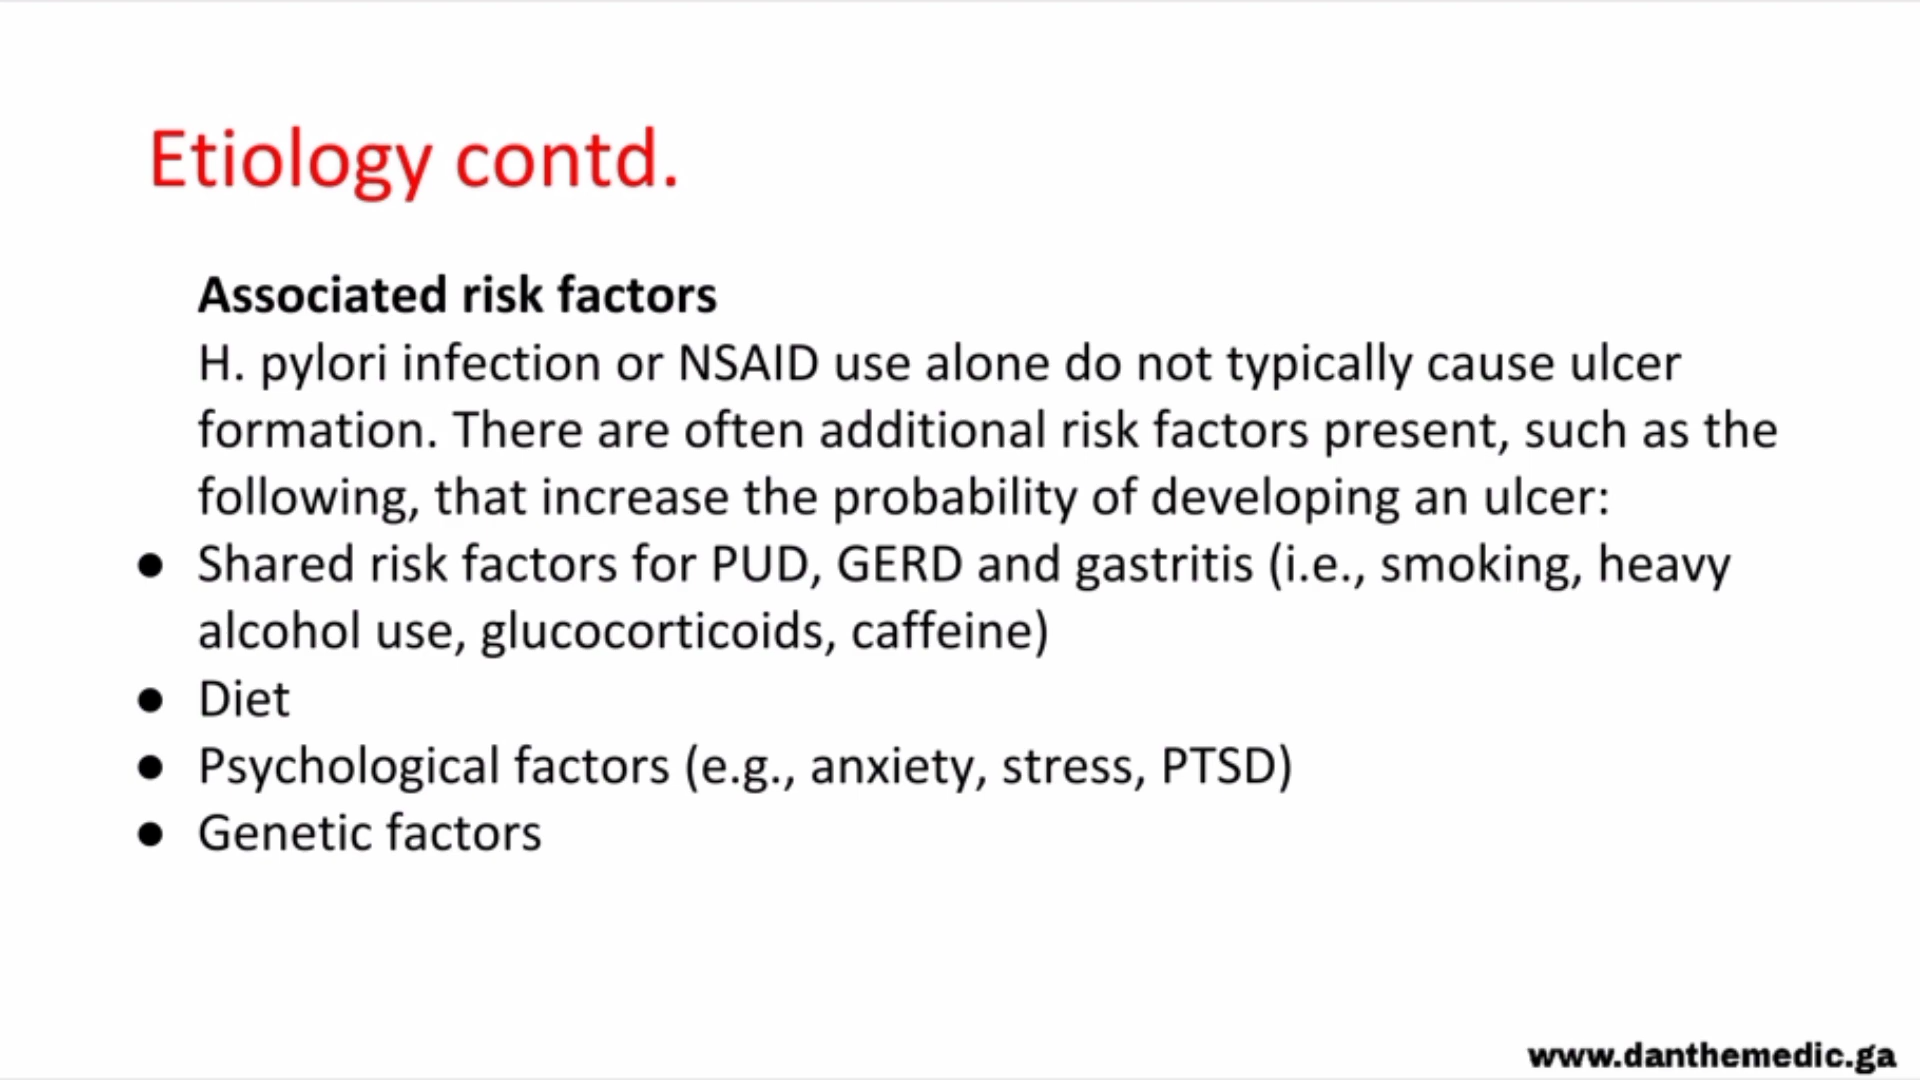 Etiology contd.
Associated risk factors
H. pylori infection or NSAID use alone do not typically cause ulcer
formation. There are often additional risk factors present, such as the
following, that increase the probability of developing an ulcer:
● Shared risk factors for PUD, GERD and gastritis (i.e., smoking, heavy
alcohol use, glucocorticoids, caffeine)
● Diet
● Psychological factors (e.g., anxiety, stress, PTSD)
● Genetic factors
www.danthemedic.ga